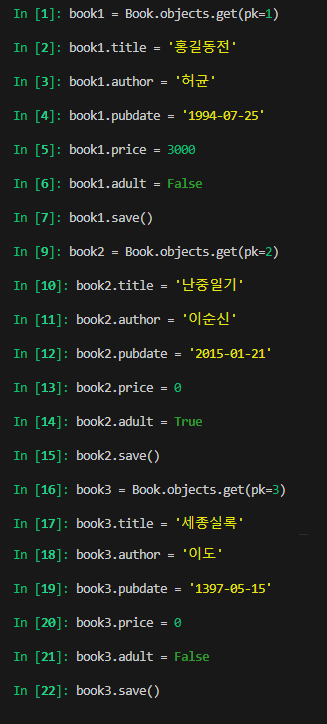 In [1]: book1 = Book.objects.get(pk=1)
In [2]: book1.title = '홍길동전'
In [3]: book1.author = '허균'
In [4]: book1.pubdate = '1994-07-25'
In [5]: book1.price = 3000
In [6]: book1.adult = False
In [7]: book1.save()
In [9]: book2 = Book.objects.get(pk=2)
In [10]: book2.title = '난중일기'
In [11]: book2.author = '이순신'
In [12]: book2.pubdate = '2015-01-21'
In [13]: book2.price = 0
In [14]: book2.adult = True
In [15]: book2.save()
In [16]: book3 = Book.objects.get(pk=3)
In [17]: book3.title = '세종실록'
In [18]: book3.author = '이도'
In [19]: book3.pubdate = '1397-05-15'
In [20]: book3.price = 0
In [21]: book3.adult = False
In [22]: book3.save()